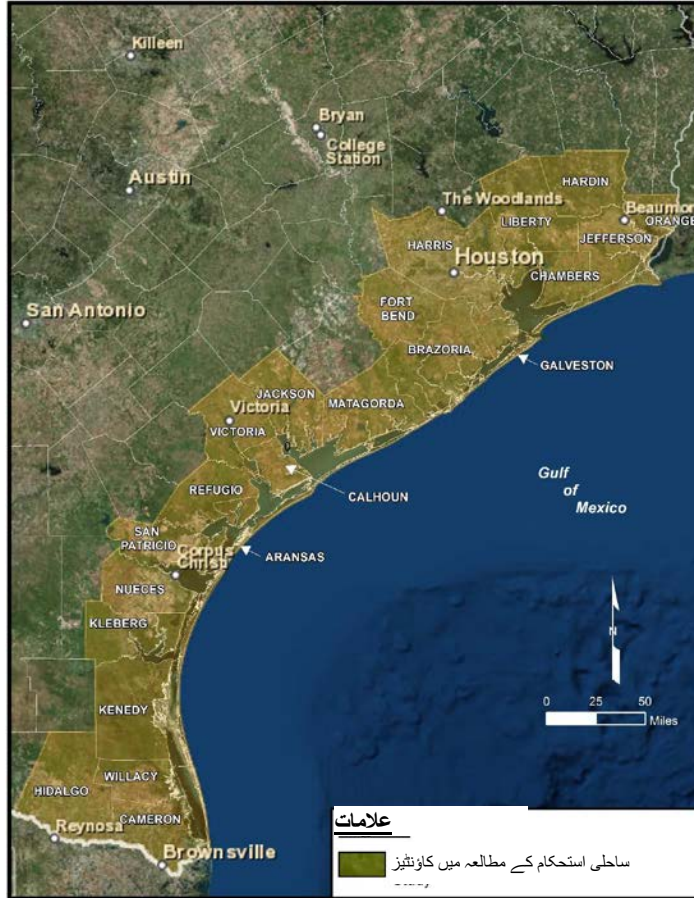 Killeen
Bryan
College
Station
Austin
HARDIN
The Woodlands
LIBERTY
Beaumon
ORANGE
HARRIS
JEFFERSON
Houston
CHAMBERS
San Antonio
FORT
BEND
BRAZORIA
GALVESTON
JACKSON
MATAGORDA
Victoria
VICTORIA
Gulf
of
Mexico
REFUGIO
CALHOUN
SAN
PATRICIO
Corpus
Christi
ARANSAS
NUECES
KLEBERG
N
KENEDY
0 25 50
Miles
WILLACY
HIDALGO
CAMERON
Reynosa
Brownsville
علامات
ساحلی استحکام کے مطالعہ میں کاؤنٹیز